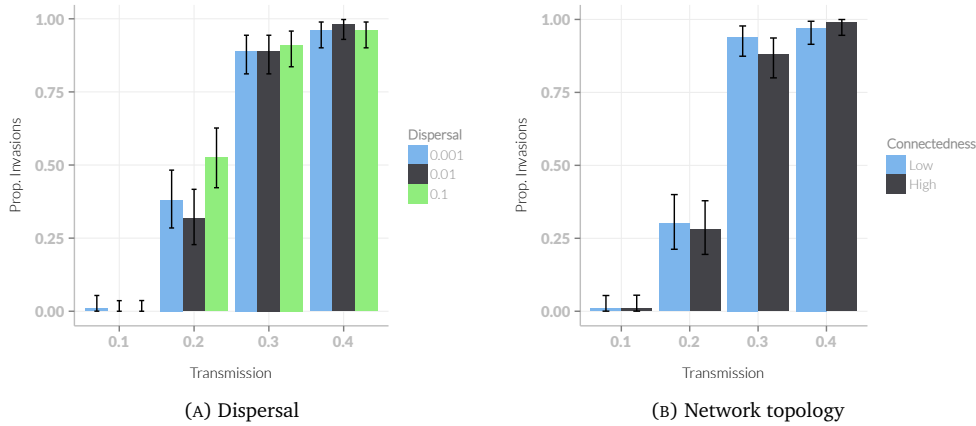 1.00
0.75
0.50
0.25
0.00
Prop. Invasions
0.1 0.2 0.3 0.4
Transmission
Dispersal
0.001
0.01
0.1
(A) Dispersal
1.00
0.75
0.50
0.25
0.00
Prop. Invasions
0.1 0.2 0.3 0.4
Transmission
Connectedness
Low
High
(B) Network topology